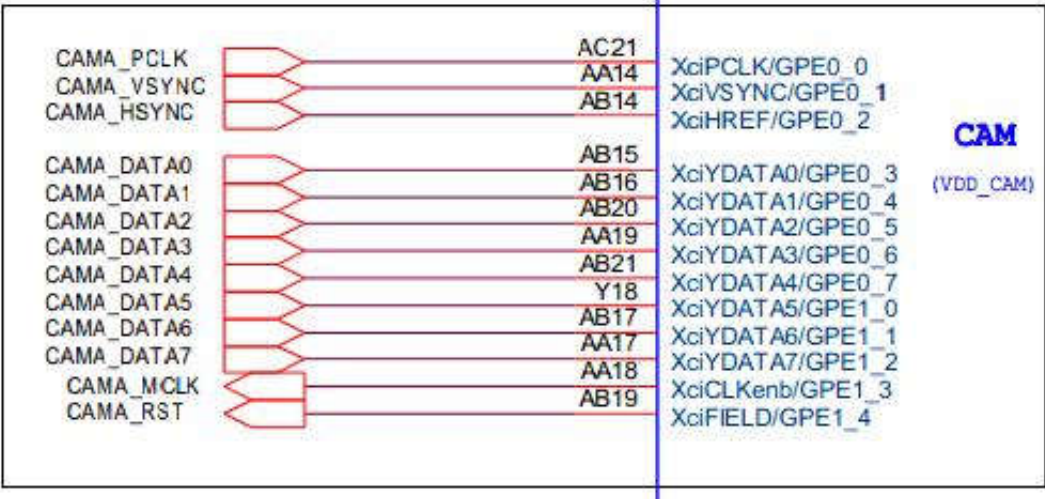 CAMA_PCLK AC21 XciPCLK/GPE0_0
CAMA_VSYNC AA14 XciVSYNC/GPE0_1
CAMA_HSYNC AB14 XciHREF/GPE0_2
CAM
CAMA_DATA0 AB15 XciYDATA0/GPE0_3
(VDD_CAM)
CAMA_DATA1 AB16 XciYDATA1/GPE0_4
CAMA_DATA2 AB20 XciYDATA2/GPE0_5
CAMA_DATA3 AA19 XciYDATA3/GPE0_6
CAMA_DATA4 AB21 XciYDATA4/GPE0_7
CAMA_DATA5 Y18 XciYDATA5/GPE1_0
CAMA_DATA6 AB17 XciYDATA6/GPE1_1
CAMA_DATA7 AA17 XciYDATA7/GPE1_2
CAMA_MCLK AA18 XciCLKenb/GPE1_3
CAMA_RST AB19 XciFIELD/GPE1_4